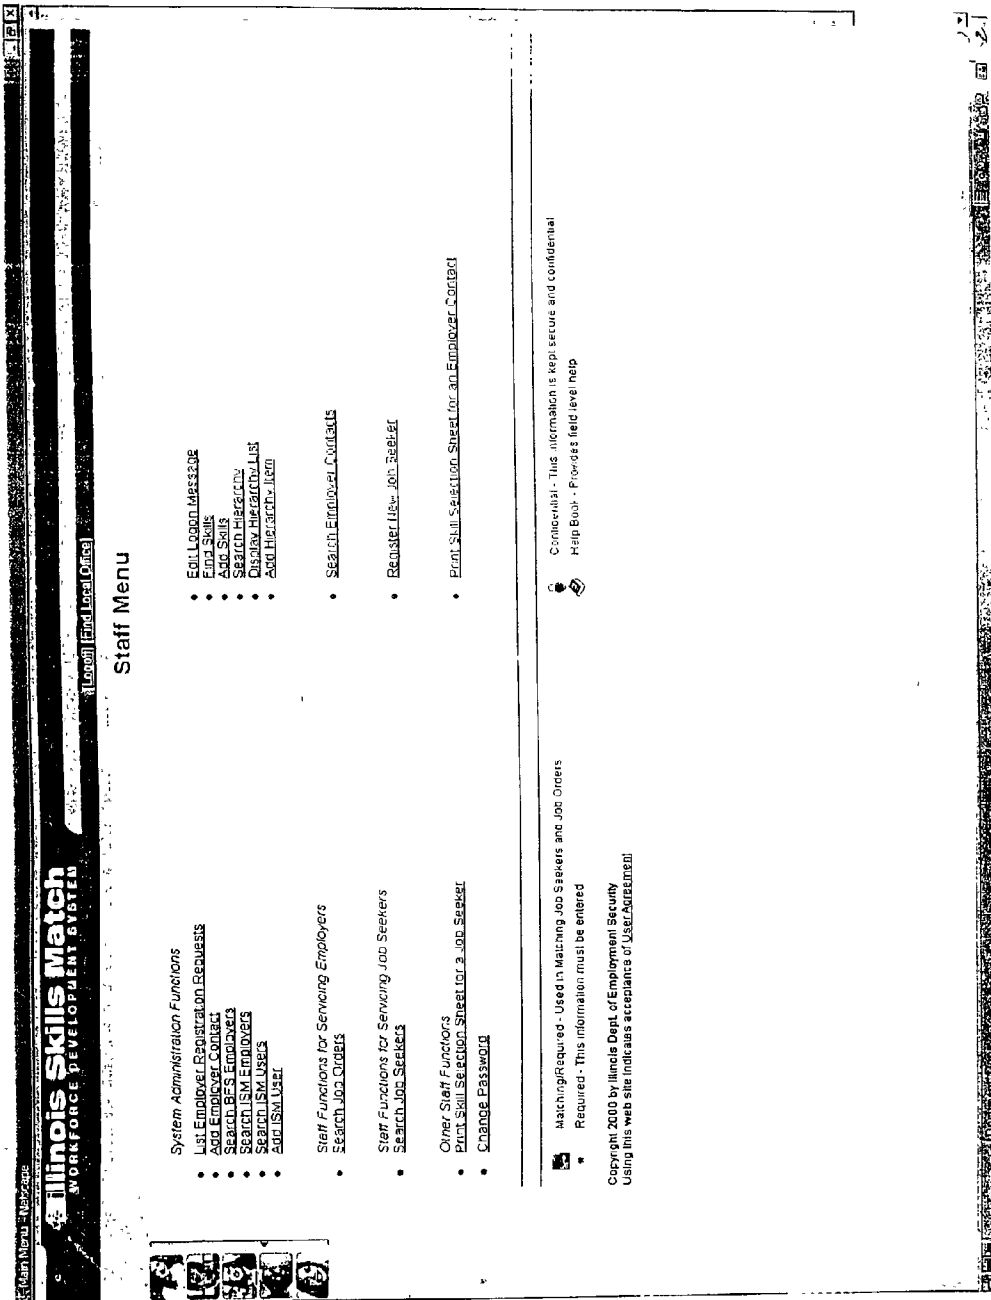 Main Menu - Netscape
Illinois Skills Match
WORKFORCE DEVELOPMENT SYSTEM
[Logoff] [Find Local Office]
Staff Menu
System Administration Functions
• List Employer Registration Requests
• Add Employer Contact
• Search BFS Employers
• Search ISM Employers
• Search ISM Users
• Add ISM User
• Edit Logon Message
• Find Skills
• Add Skills
• Search Hierarchy
• Display Hierarchy List
• Add Hierarchy Item
Staff Functions for Servicing Employers
• Search Job Orders
• Search Employer Contacts
Staff Functions for Servicing Job Seekers
• Search Job Seekers
• Register New Job Seeker
Other Staff Functions
• Print Skill Selection Sheet for a Job Seeker
• Print Skill Selection Sheet for an Employer Contact
• Change Password
Matching/Required - Used in Matching Job Seekers and Job Orders
Confidential - This information is kept secure and confidential
* Required - This information must be entered
Help Book - Provides field level help
Copyright 2000 by Illinois Dept. of Employment Security
Using this web site indicates acceptance of User Agreement